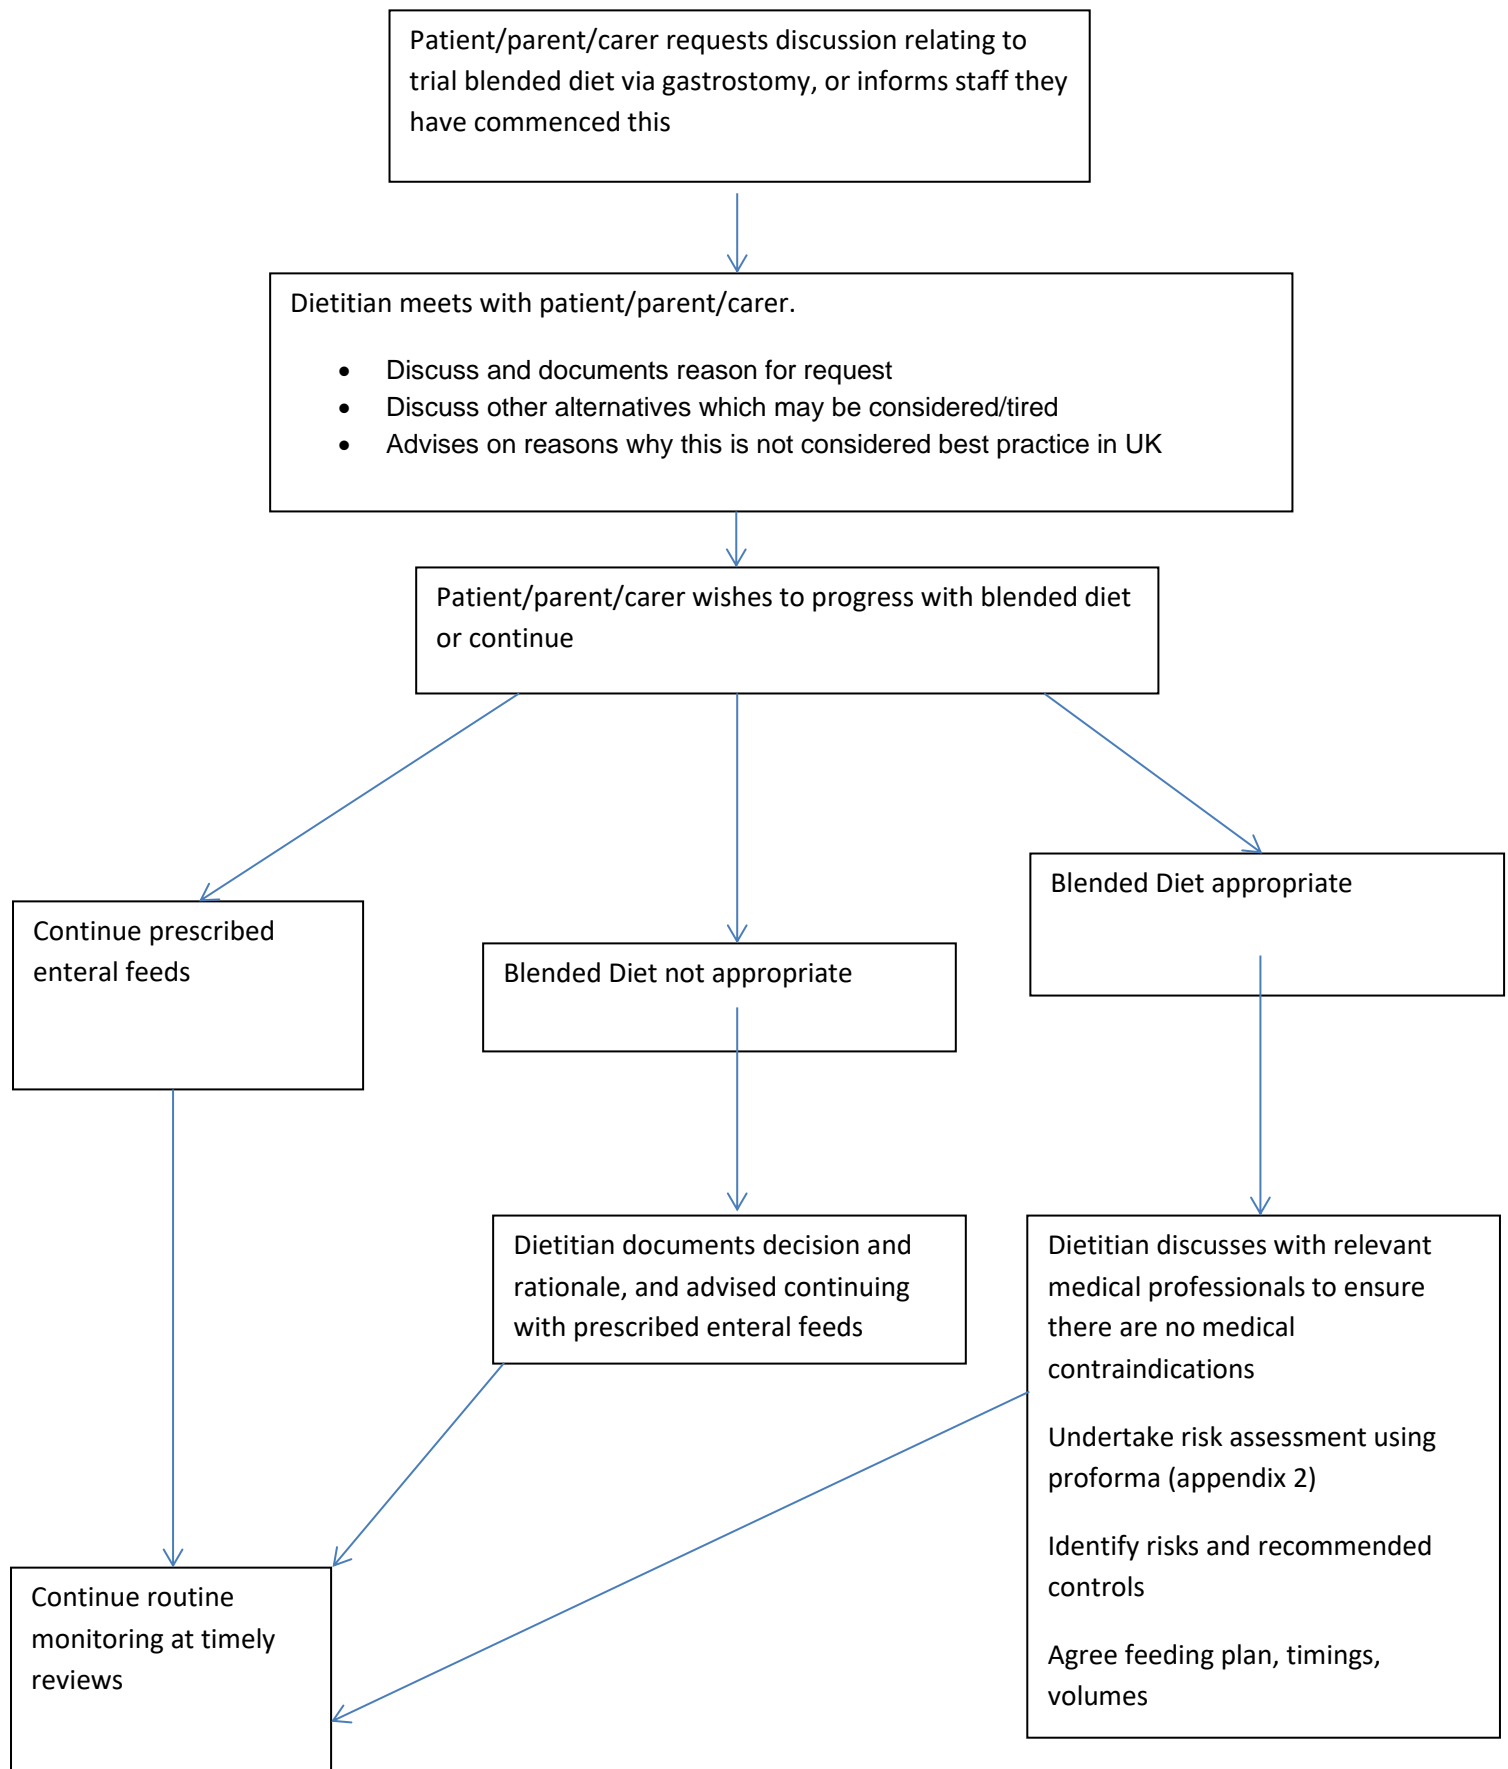 Patient/parent/carer requests discussion relating to
trial blended diet via gastrostomy, or informs staff they
have commenced this
Dietitian meets with patient/parent/carer.
• Discuss and documents reason for request
• Discuss other alternatives which may be considered/tired
• Advises on reasons why this is not considered best practice in UK
Patient/parent/carer wishes to progress with blended diet
or continue
Continue prescribed
enteral feeds
Blended Diet not appropriate
Blended Diet appropriate
Dietitian documents decision and
rationale, and advised continuing
with prescribed enteral feeds
Dietitian discusses with relevant
medical professionals to ensure
there are no medical
contraindications
Undertake risk assessment using
proforma (appendix 2)
Identify risks and recommended
controls
Agree feeding plan, timings,
volumes
Continue routine
monitoring at timely
reviews